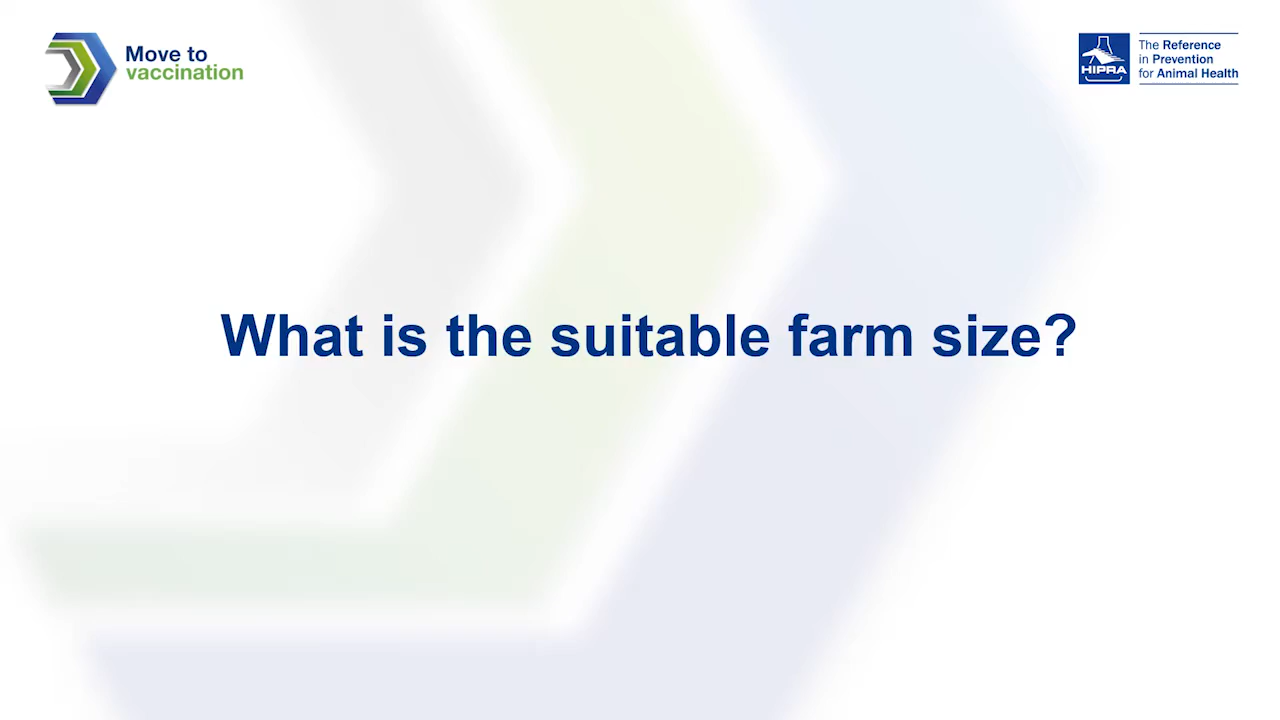 Move to
vaccination
HIPRA
The Reference
in Prevention
for Animal Health
What is the suitable farm size?